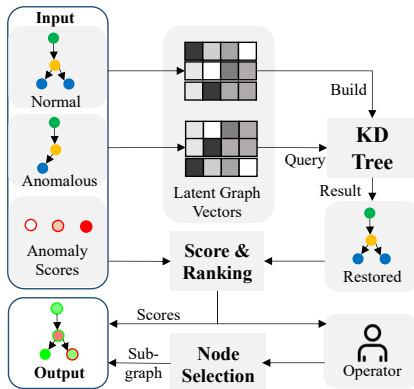 Input
Normal
Anomalous
Anomaly
Scores
Latent Graph
Vectors
Build
Query
KD
Tree
Result
Restored
Score &
Ranking
Scores
Output
Sub-
graph
Node
Selection
Operator